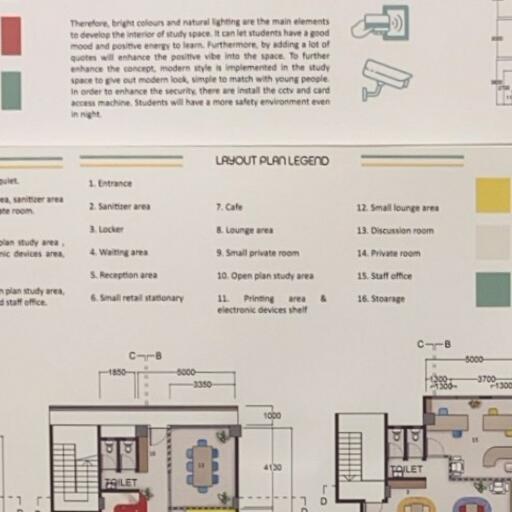 Therefore, bright colours and natural lighting are the main elements
to develop the interior of study space. It can let students have a good
mood and positive energy to learn. Furthermore, by adding a lot of
quotes will enhance the positive vibe into the space. To further
enhance the concept, modern style is implemented in the study
space to give out modern look, simple to match with young people.
In order to enhance the security, there are install the cctv and card
access machine. Students will have a more safety environment even
in night.
LAYOUT PLAN LEGEND
quiet.
ea, sanitizer area
ate room.
plan study area ,
nic devices area,
n plan study area,
d staff office.
1. Entrance
2. Sanitizer area
3. Locker
4. Waiting area
5. Reception area
6. Small retail stationary
7. Cafe
8. Lounge area
9. Small private room
10. Open plan study area
11. Printing area &
electronic devices shelf
12. Small lounge area
13. Discussion room
14. Private room
15. Staff office
16. Stoarage
C B
1850 5000
3350
1000
4130
TOILET
13
D
C B
5000
1300 3700
1300 1300
15
TOILET
D